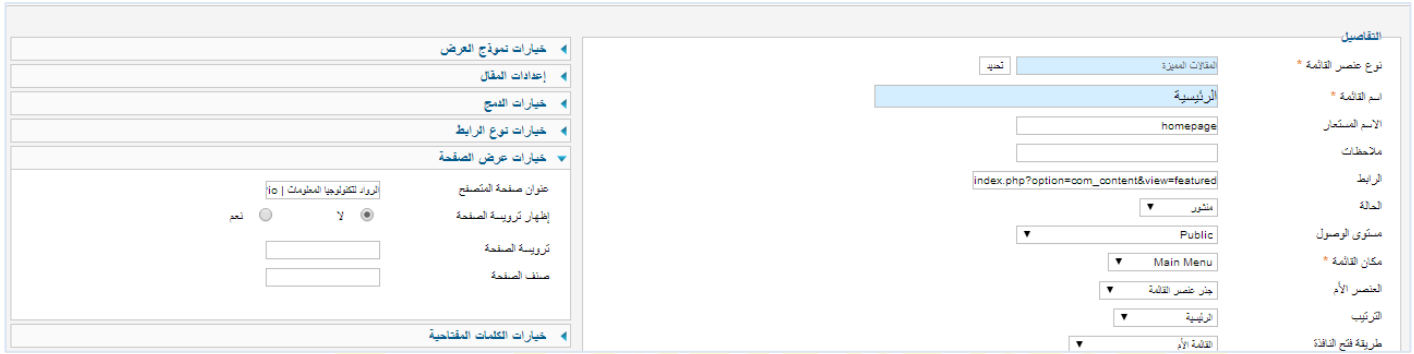 التفاصيل
نوع عنصر القائمة *
المقالات المميزة
تحديد
اسم القائمة *
الرئيسية
الاسم المستعار
homepage
ملاحظات
الرابط
index.php?option=com_content&view=featured
الحالة
منشور
مستوى الوصول
Public
مكان القائمة *
Main Menu
العنصر الأم
جذر عنصر القائمة
الترتيب
الرئيسية
طريقة فتح النافذة
القائمة الأم
خيارات نموذج العرض
إعدادات المقال
خيارات الدمج
خيارات نوع الرابط
خيارات عرض الصفحة
عنوان صفحة المتصفح
الرواد للتكنولوجيا المعلومات |
إظهار ترويسة الصفحة
لا
نعم
ترويسة الصفحة
صنف الصفحة
خيارات الكلمات المفتاحية